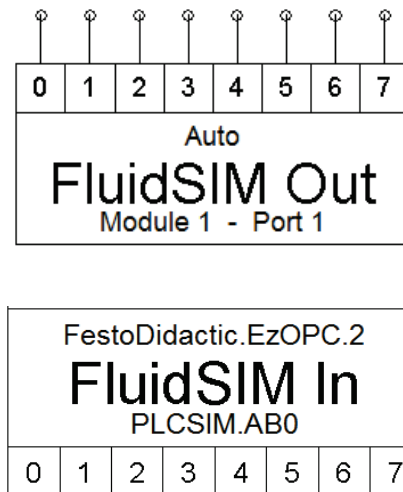 0 1 2 3 4 5 6 7
Auto
FluidSIM Out
Module 1 - Port 1
FestoDidactic.EzOPC.2
FluidSIM In
PLCSIM.AB0
0 1 2 3 4 5 6 7